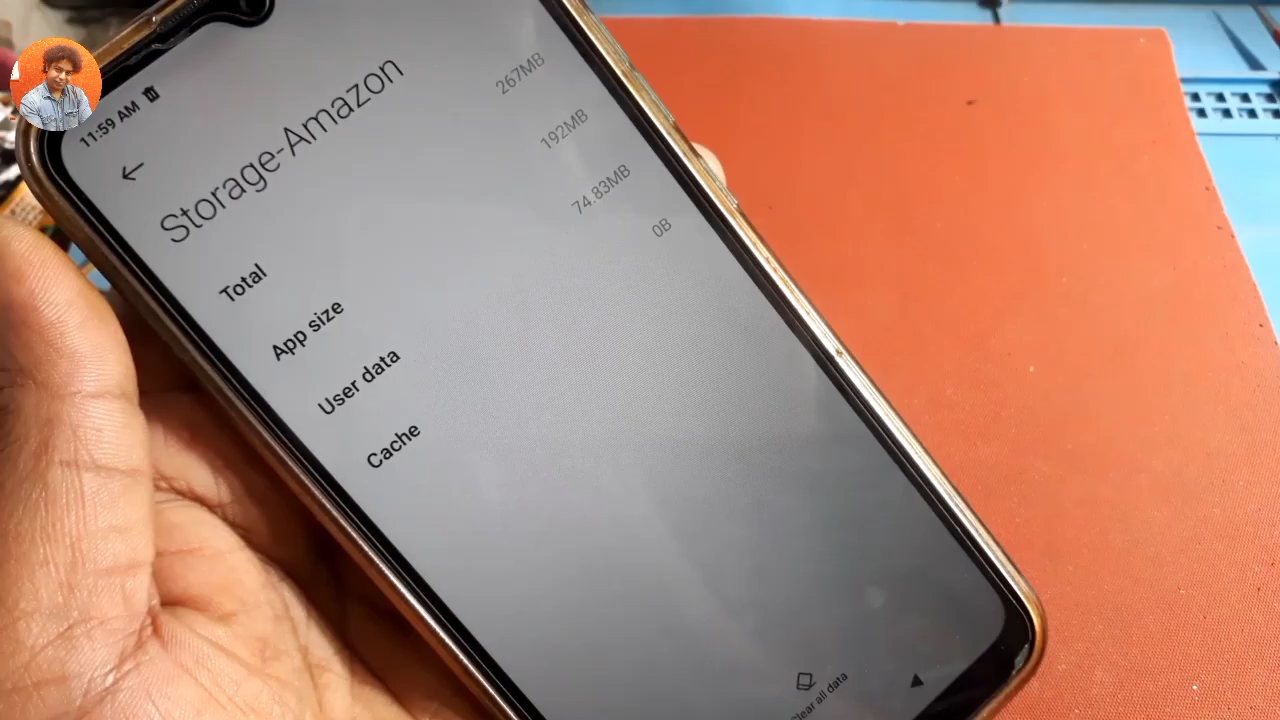 11:59 AM
Storage-Amazon
Total 267MB
App size 192MB
User data 74.83MB
Cache 0B
Clear all data